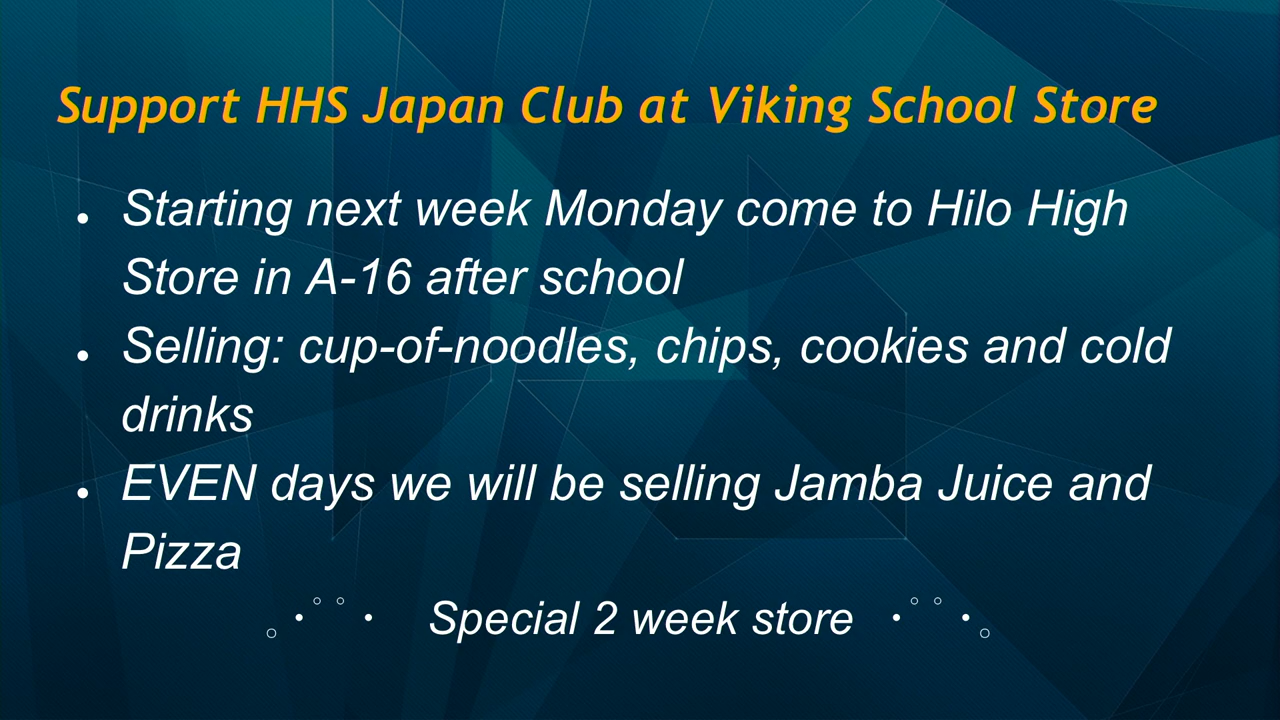 Support HHS Japan Club at Viking School Store
● Starting next week Monday come to Hilo High
Store in A-16 after school
● Selling: cup-of-noodles, chips, cookies and cold
drinks
● EVEN days we will be selling Jamba Juice and
Pizza
｡･ﾟﾟ･ Special 2 week store ･ﾟﾟ･｡